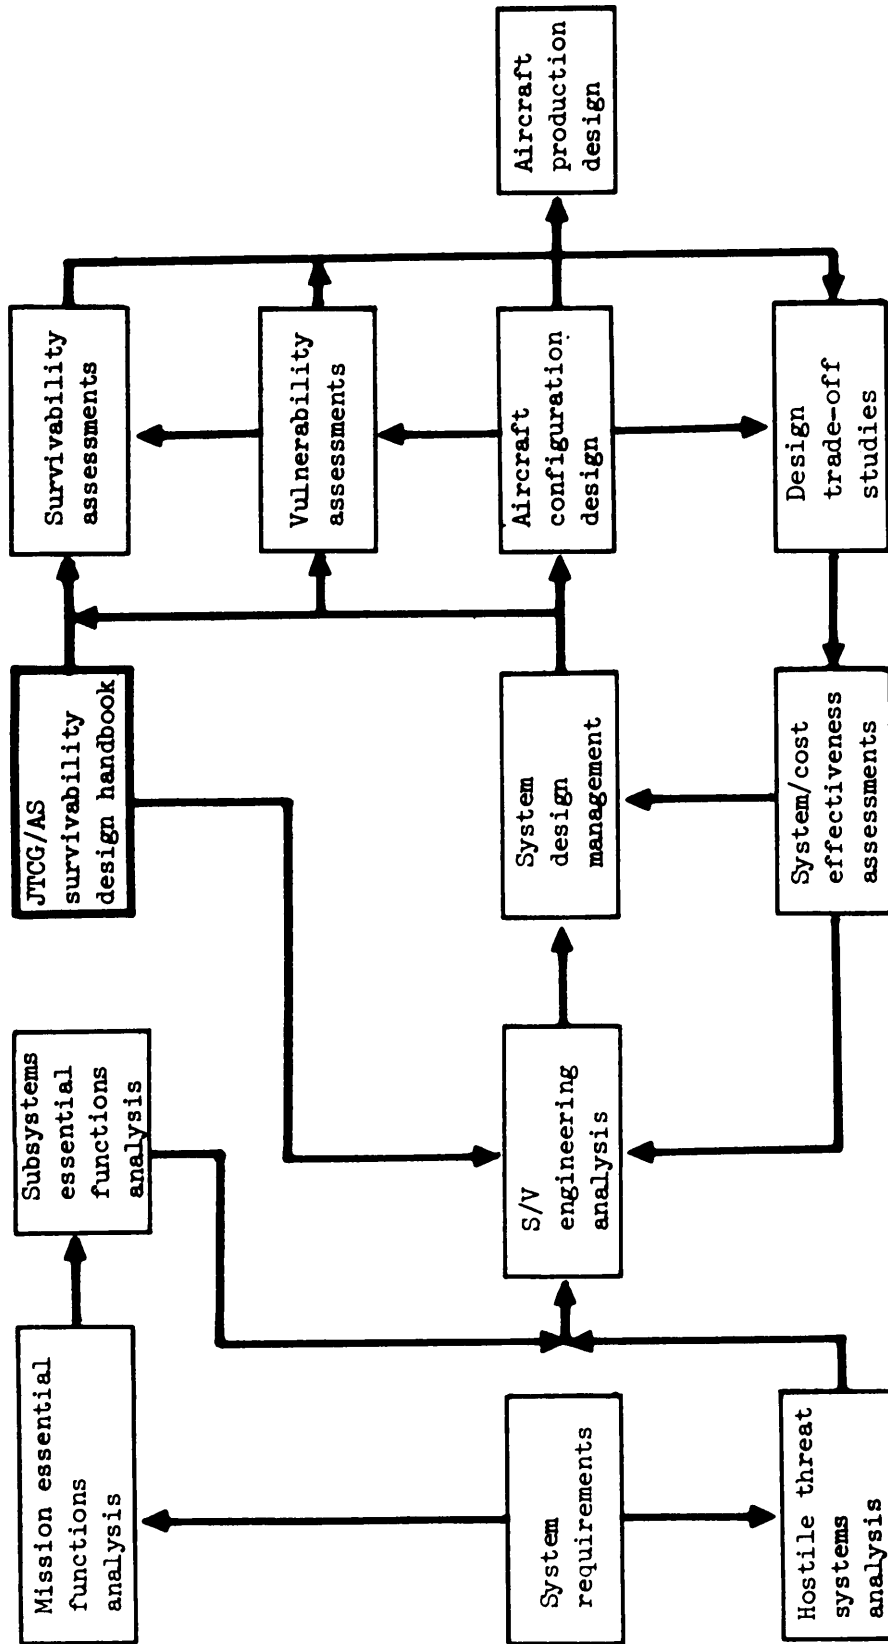 Mission essential
functions
analysis
Subsystems
essential
functions
analysis
JTCG/AS
survivability
design handbook
Survivability
assessments
Vulnerability
assessments
System
requirements
S/V
engineering
analysis
System
design
management
Aircraft
configuration
design
Aircraft
production
design
Hostile threat
systems
analysis
System/cost
effectiveness
assessments
Design
trade-off
studies